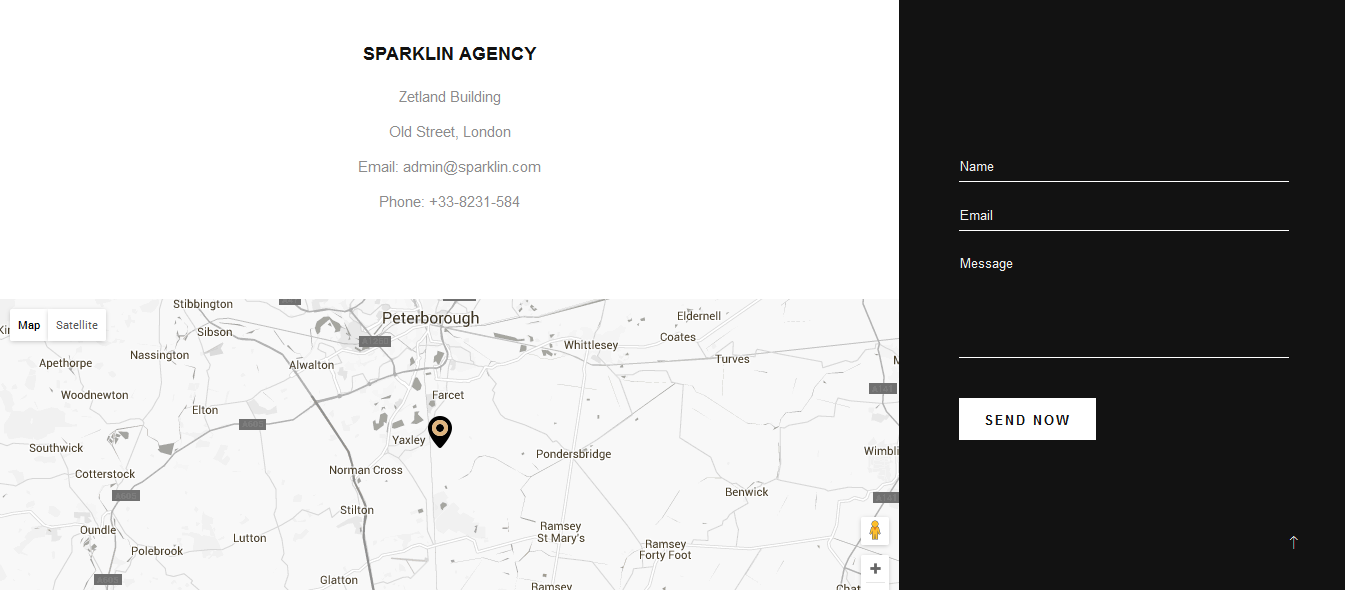 SPARKLIN AGENCY
Zetland Building
Old Street, London
Email: admin@sparklin.com
Phone: +33-8231-584
Name
Email
Message
SEND NOW
Map
Satellite
Stibbington
Peterborough
Eldernell
Sibson
Coates
Whittlesey
Nassington
Turves
Apethorpe
Alwalton
Woodnewton
Farcet
Elton
Yaxley
Southwick
Wimbli
Pondersbridge
Norman Cross
Cotterstock
Benwick
Stilton
Oundle
Ramsey
St Mary's
Lutton
Ramsey
Forty Foot
Polebrook
Glatton
Ramsey
Chat